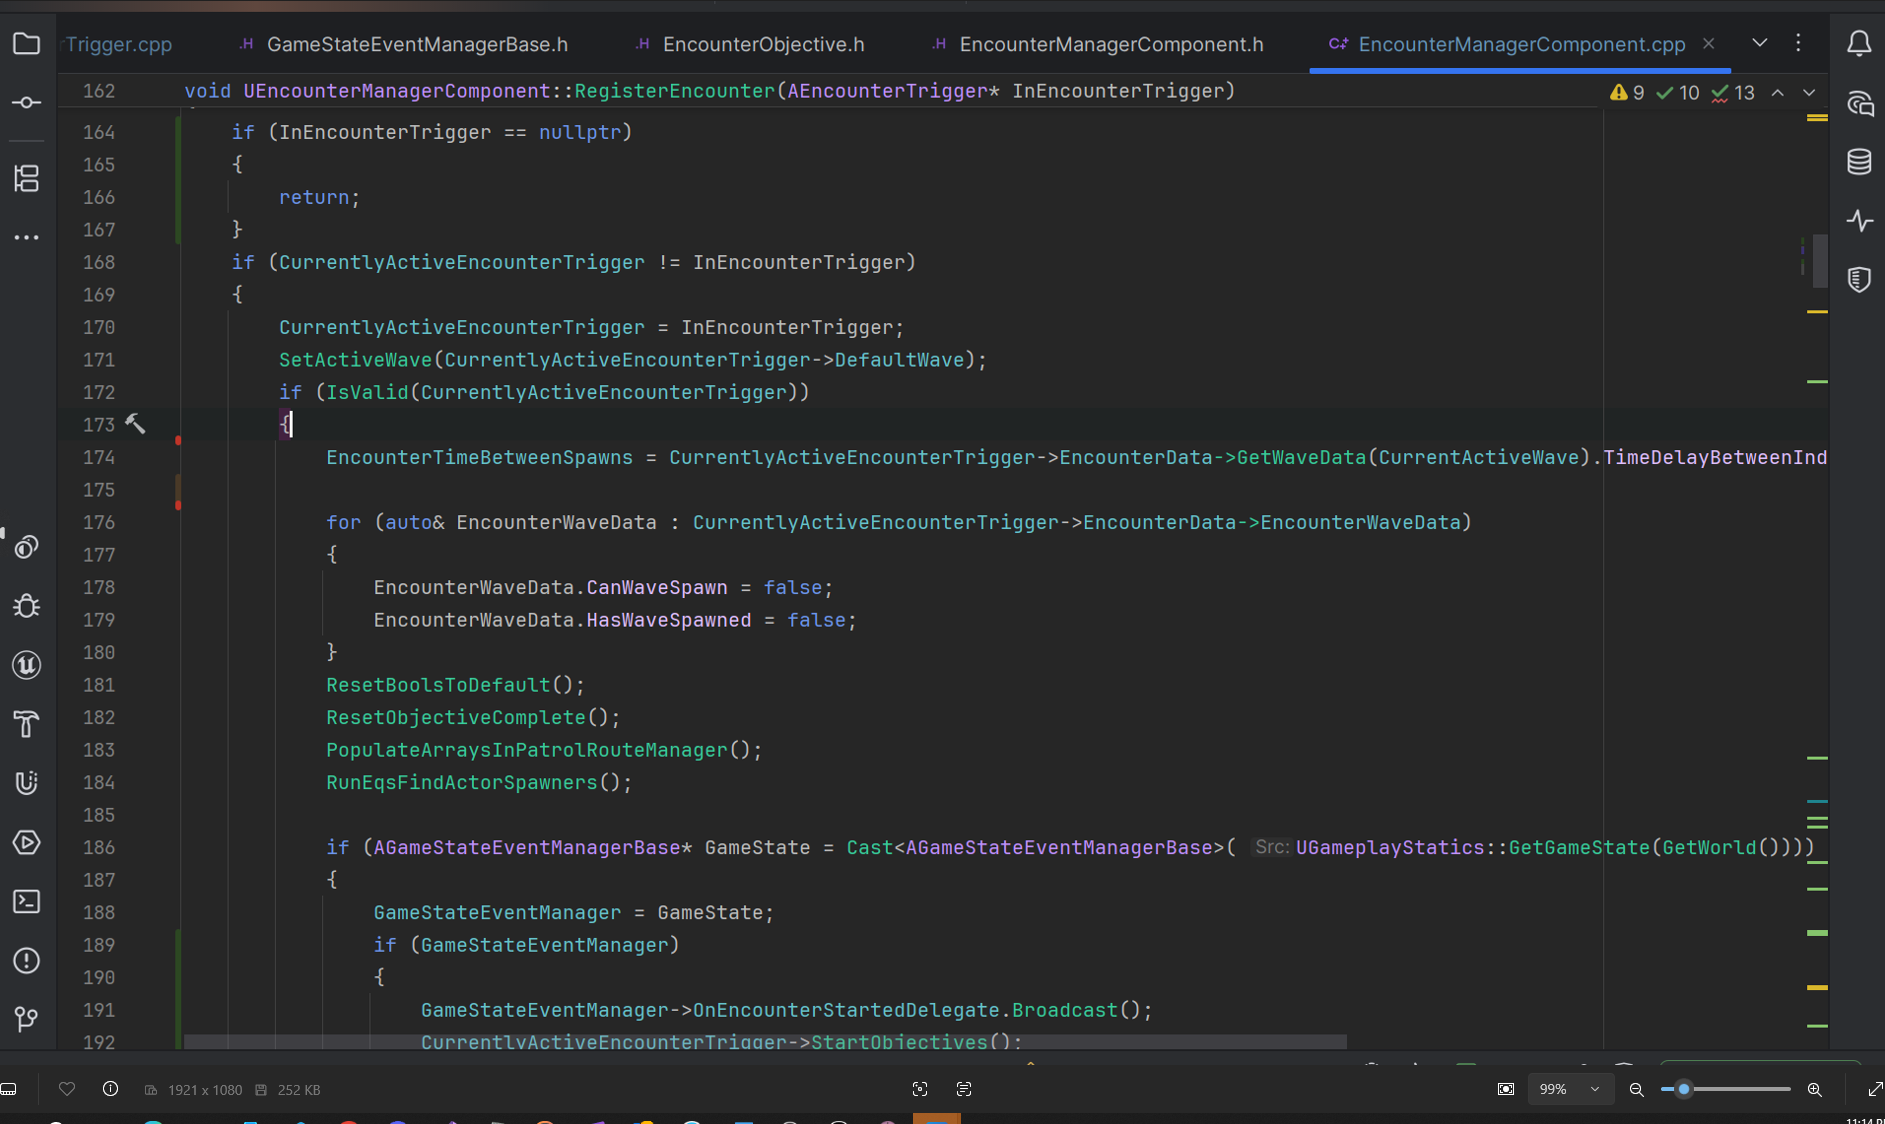 rTrigger.cpp .H GameStateEventManagerBase.h .H EncounterObjective.h .H EncounterManagerComponent.h C+ EncounterManagerComponent.cpp
162 void UEncounterManagerComponent::RegisterEncounter(AEncounterTrigger* InEncounterTrigger) 9 10 13
164 if (InEncounterTrigger == nullptr)
165 {
166 return;
167 }
168 if (CurrentlyActiveEncounterTrigger != InEncounterTrigger)
169 {
170 CurrentlyActiveEncounterTrigger = InEncounterTrigger;
171 SetActiveWave(CurrentlyActiveEncounterTrigger->DefaultWave);
172 if (IsValid(CurrentlyActiveEncounterTrigger))
173 {
174 EncounterTimeBetweenSpawns = CurrentlyActiveEncounterTrigger->EncounterData->GetWaveData(CurrentActiveWave).TimeDelayBetweenInd
175
176 for (auto& EncounterWaveData : CurrentlyActiveEncounterTrigger->EncounterData->EncounterWaveData)
177 {
178 EncounterWaveData.CanWaveSpawn = false;
179 EncounterWaveData.HasWaveSpawned = false;
180 }
181 ResetBoolsToDefault();
182 ResetObjectiveComplete();
183 PopulateArraysInPatrolRouteManager();
184 RunEqsFindActorSpawners();
185
186 if (AGameStateEventManagerBase* GameState = Cast<AGameStateEventManagerBase>( Src: UGameplayStatics::GetGameState(GetWorld())))
187 {
188 GameStateEventManager = GameState;
189 if (GameStateEventManager)
190 {
191 GameStateEventManager->OnEncounterStartedDelegate.Broadcast();
192 CurrentlyActiveEncounterTrigger->StartObjectives();
1921 x 1080 252 KB 99%